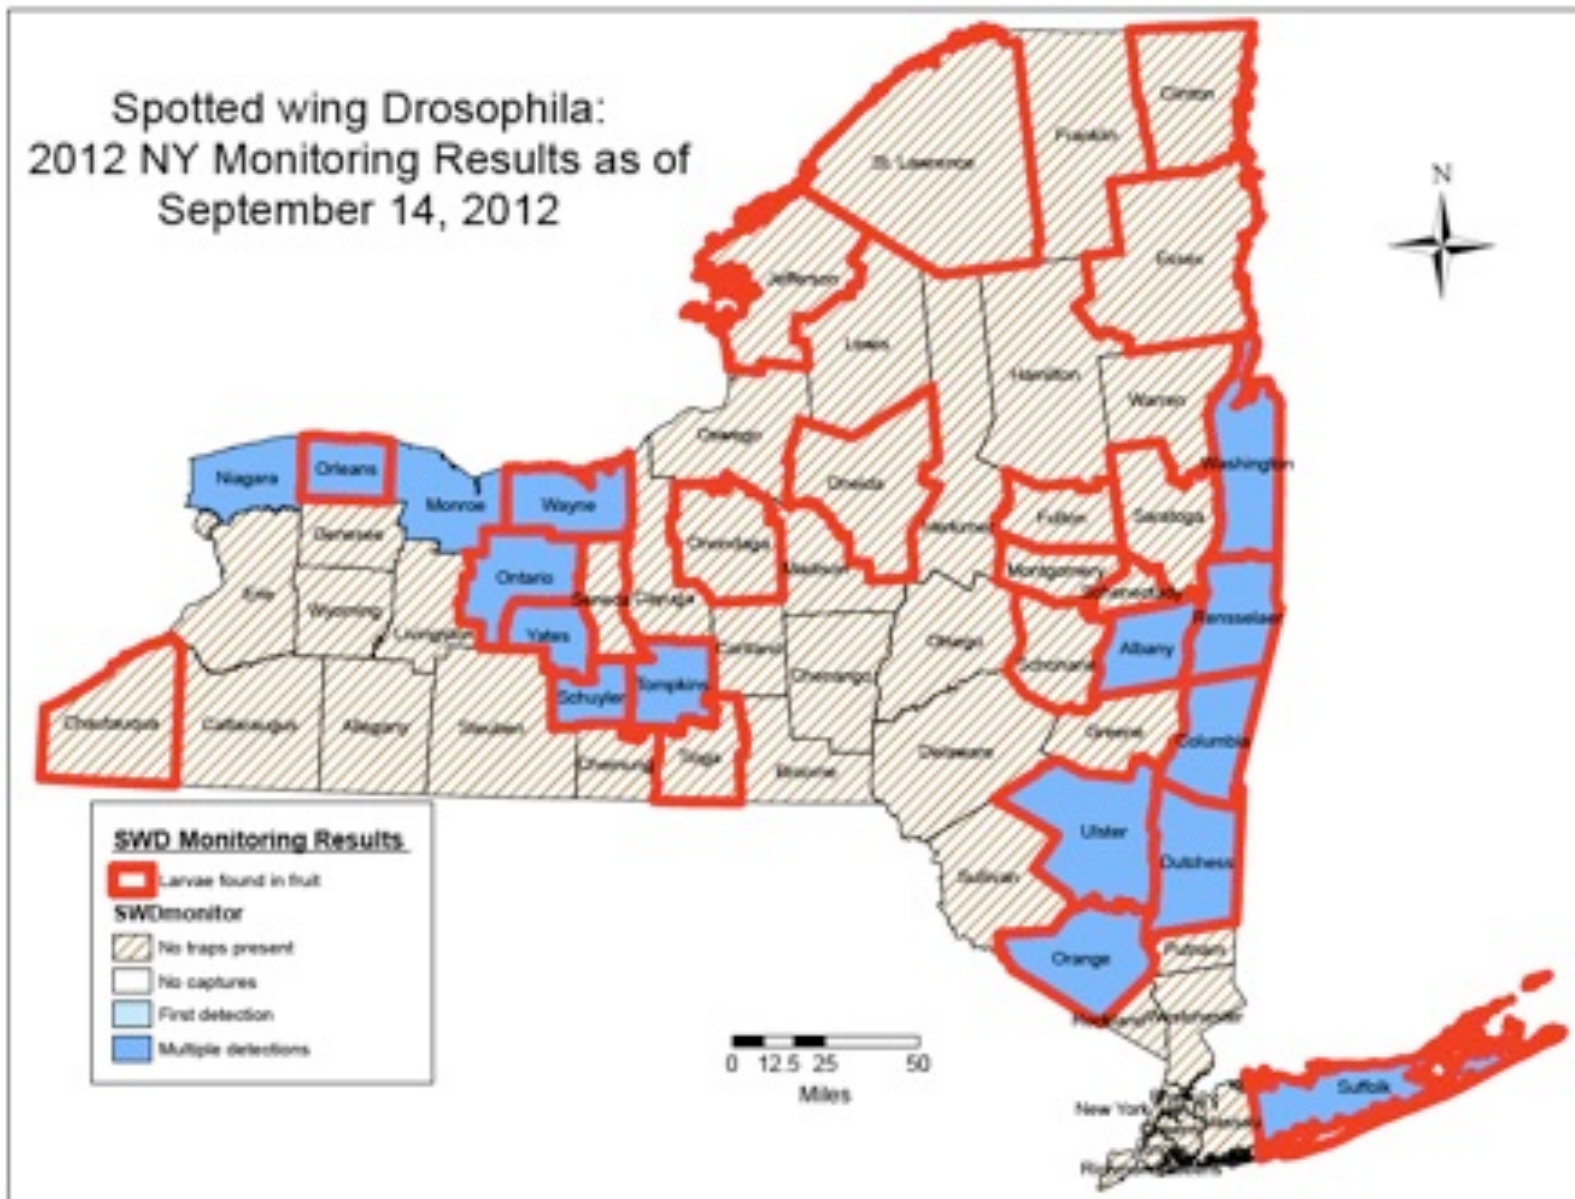 Spotted wing Drosophila:
2012 NY Monitoring Results as of
September 14, 2012
N
Clinton
Franklin
St. Lawrence
Essex
Jefferson
Lewis
Hamilton
Warren
Oswego
Washington
Niagara
Orleans
Monroe
Wayne
Oneida
Herkimer
Fulton
Saratoga
Genesee
Onondaga
Madison
Montgomery
Schenectady
Ontario
Seneca
Cayuga
Erie
Wyoming
Livingston
Yates
Cortland
Otsego
Albany
Rensselaer
Schoharie
Chenango
Schuyler
Tompkins
Chautauqua
Cattaraugus
Allegany
Steuben
Greene
Columbia
Delaware
Chemung
Tioga
Broome
Ulster
Dutchess
Sullivan
Orange
Putnam
Rockland
Westchester
SWD Monitoring Results
Larvae found in fruit
SWDmonitor
No traps present
No captures
First detection
Multiple detections
0 12.5 25 50
Miles
Suffolk
New York
Nassau